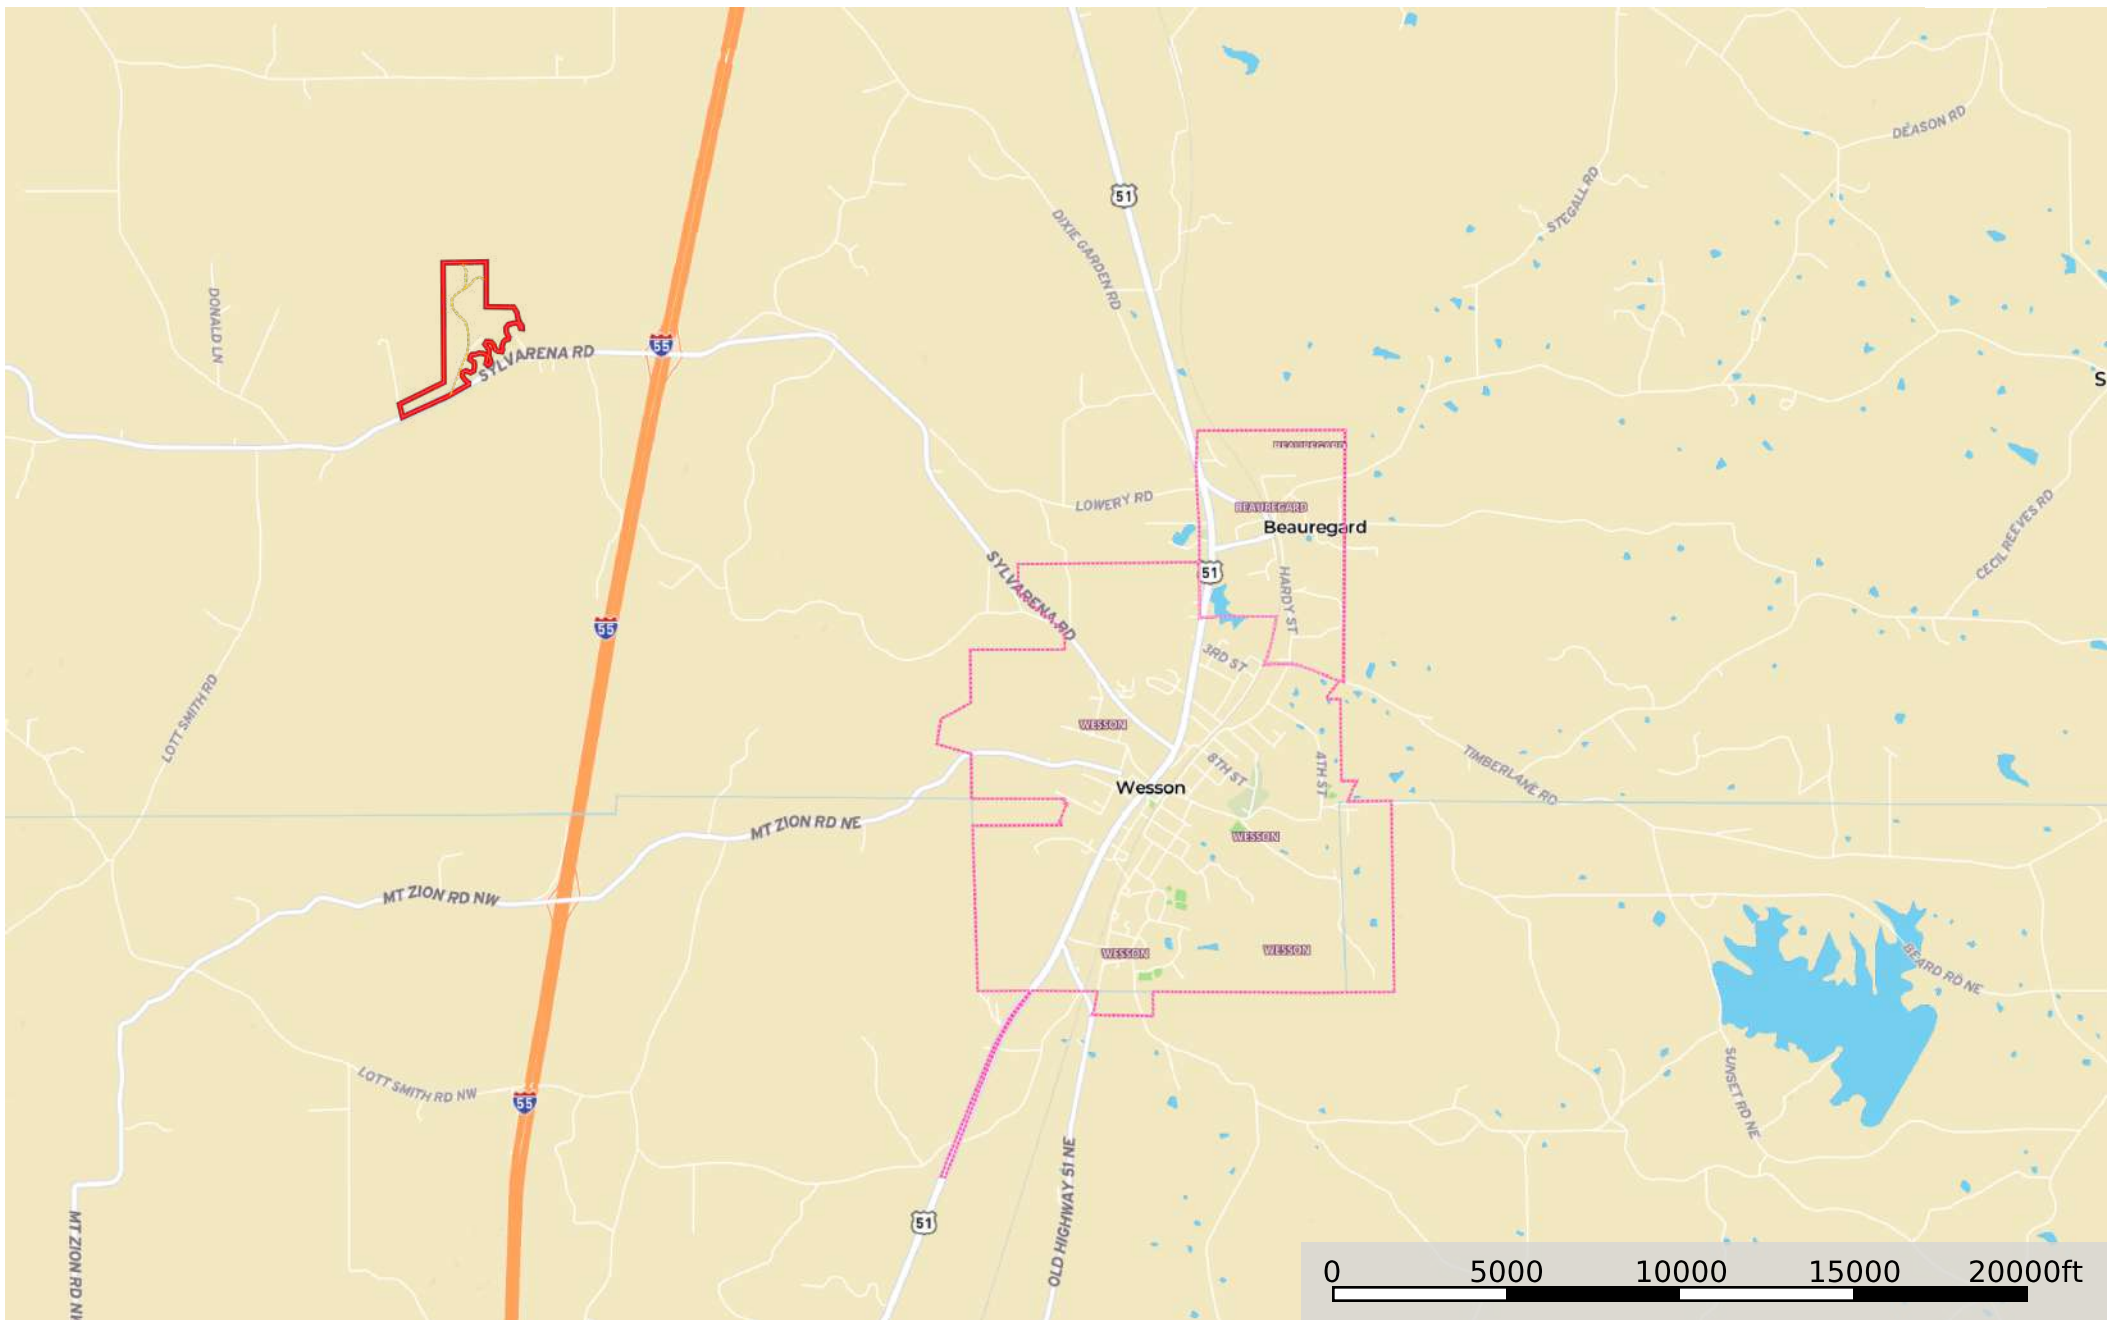 DEASON RD
51
STEGALL RD
DIXIE GARDEN RD
DONALD LN
55
SYLVARENA RD
S
BEAUREGARD
LOWERY RD
BEAUREGARD
Beauregard
CECIL REEVES RD
51
SYLVARENA RD
HARDY ST
55
3RD ST
LOTT SMITH RD
WESSON
8TH ST
4TH ST
TIMBERLANE RD
Wesson
MT ZION RD NE
WESSON
MT ZION RD NW
WESSON
WESSON
BEARD RD NE
LOTT SMITH RD NW
55
SUNSET RD NE
OLD HIGHWAY 51 NE
51
MT ZION RD
0 5000 10000 15000 20000ft